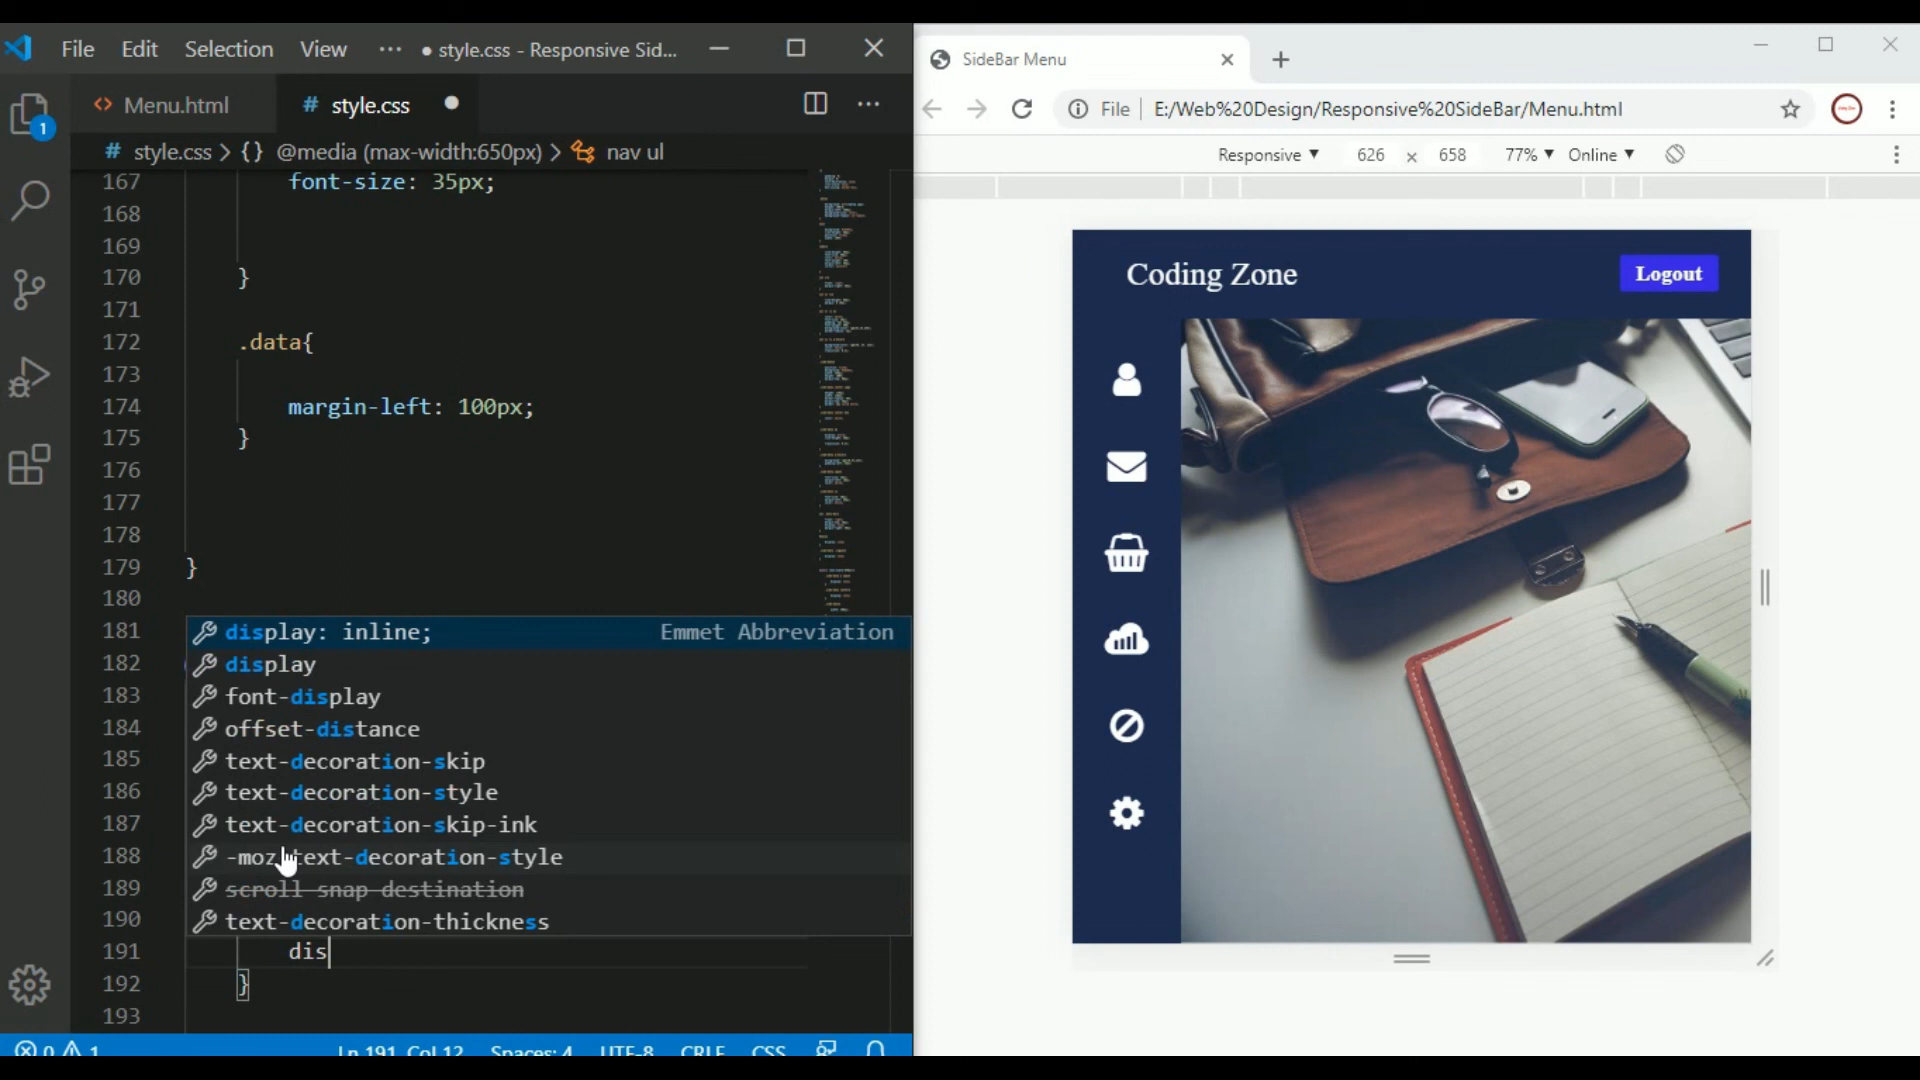 File Edit Selection View ··· ● style.css - Responsive Sid...
<> Menu.html # style.css ●
1
# style.css > {} @media (max-width:650px) > nav ul
167 font-size: 35px;
168
169
170 }
171
172 .data{
173
174 margin-left: 100px;
175 }
176
177
178
179 }
180
181
182
183
184
185
186
187
188
189
190
display: inline; Emmet Abbreviation
display
font-display
offset-distance
text-decoration-skip
text-decoration-style
text-decoration-skip-ink
-moz-text-decoration-style
scroll-snap-destination
text-decoration-thickness
191 dis
192 }
193
0 1 Ln 191, Col 12 Spaces: 4 UTF-8 CRLF CSS
SideBar Menu
File | E:/Web%20Design/Responsive%20SideBar/Menu.html
Responsive ▼ 626 x 658 77% ▼ Online ▼
Coding Zone Logout